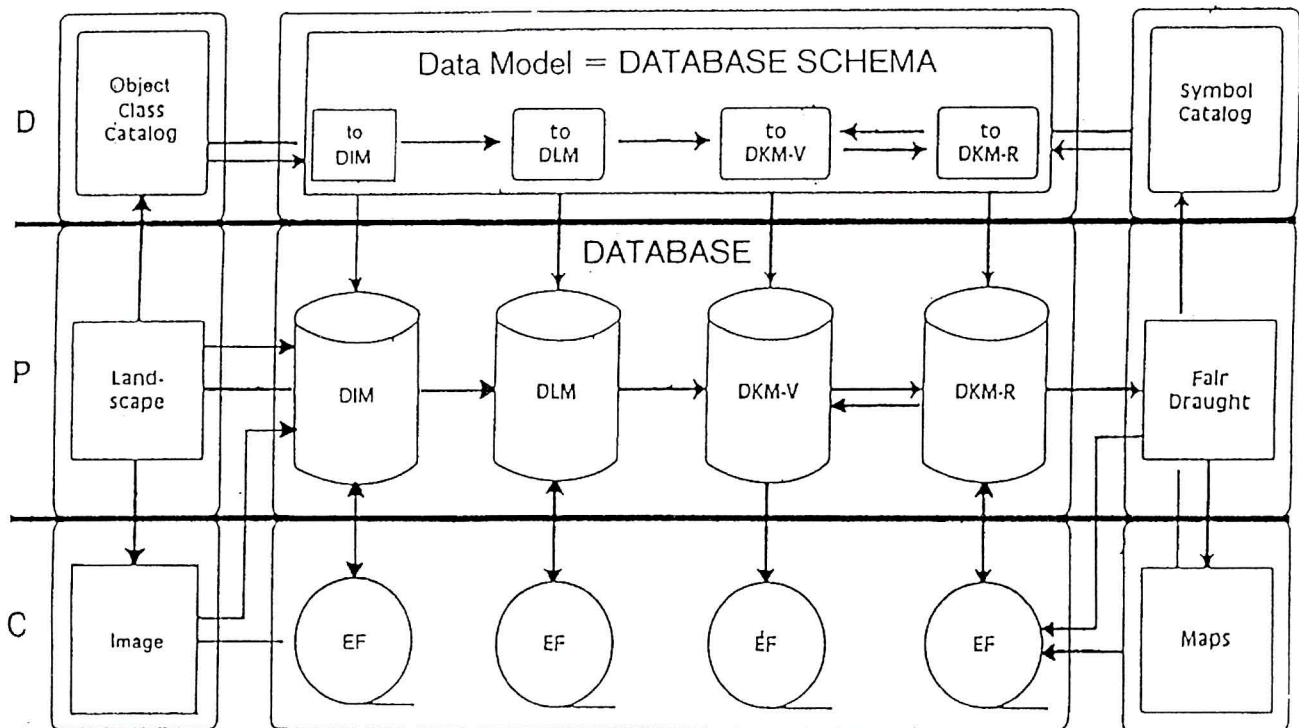 Data Model = DATABASE SCHEMA
Object
Class
Catalog
Symbol
Catalog
D
to
DIM
to
DLM
to
DKM-V
to
DKM-R
DATABASE
P
Land-
scape
DIM
DLM
DKM-V
DKM-R
Fair
Draught
C
Image
EF
EF
EF
EF
Maps